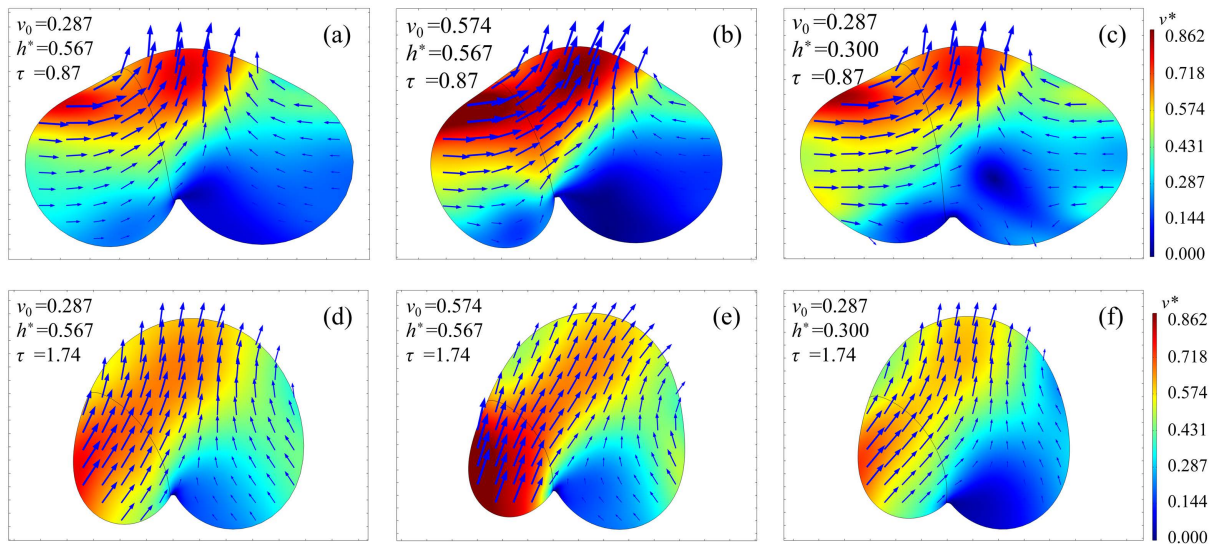 v₀=0.287
h*=0.567
τ =0.87
(a)
v₀=0.574
h*=0.567
τ =0.87
(b)
v₀=0.287
h*=0.300
τ =0.87
(c)
v*
0.862
0.718
0.574
0.431
0.287
0.144
0.000
v₀=0.287
h*=0.567
τ =1.74
(d)
v₀=0.574
h*=0.567
τ =1.74
(e)
v₀=0.287
h*=0.300
τ =1.74
(f)
v*
0.862
0.718
0.574
0.431
0.287
0.144
0.000